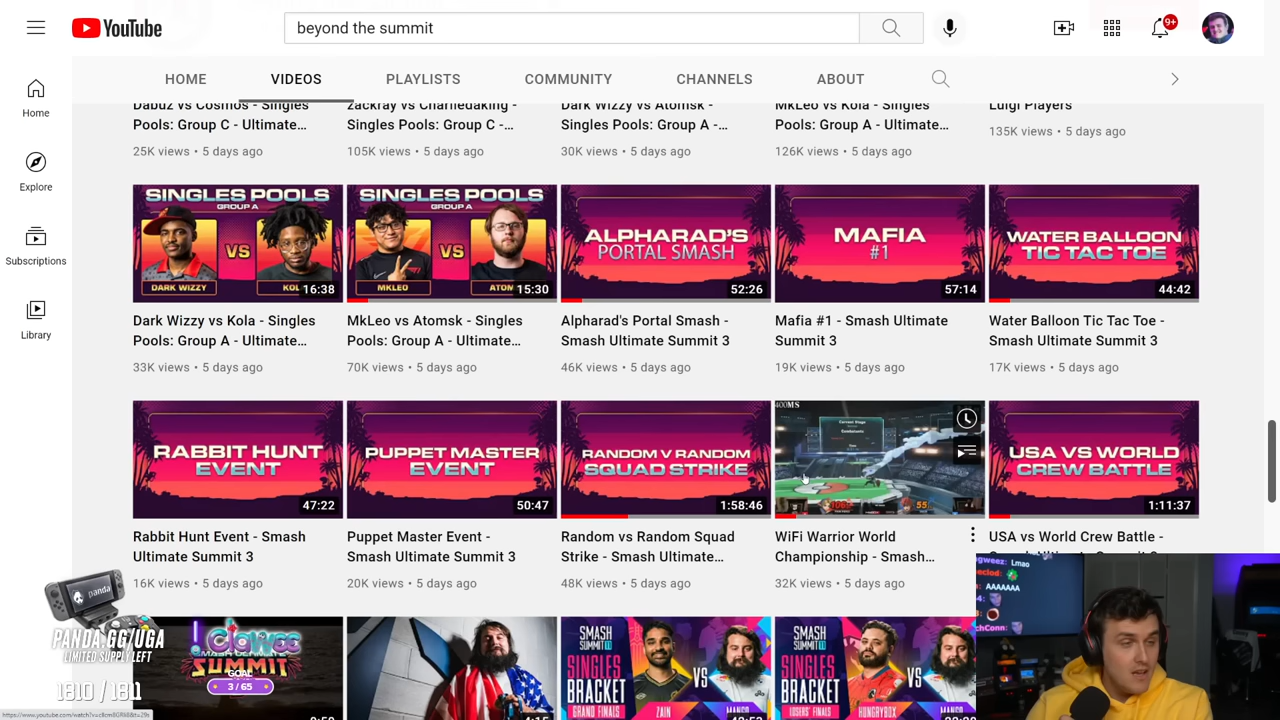 YouTube
beyond the summit
9+
HOME
VIDEOS
PLAYLISTS
COMMUNITY
CHANNELS
ABOUT
Home
Explore
Subscriptions
Library
Dabuz vs Cosmos - Singles
Pools: Group C - Ultimate…
25K views • 5 days ago
zackray vs Charliedaking -
Singles Pools: Group C -…
105K views • 5 days ago
Dark Wizzy vs Atomsk -
Singles Pools: Group A -…
30K views • 5 days ago
MkLeo vs Kola - Singles
Pools: Group A - Ultimate…
126K views • 5 days ago
Luigi Players
135K views • 5 days ago
SINGLES POOLS
GROUP A
VS
DARK WIZZY
KOL
16:38
SINGLES POOLS
GROUP A
VS
MKLEO
ATOM
15:30
ALPHARAD'S
PORTAL SMASH
52:26
MAFIA
#1
57:14
WATER BALLOON
TIC TAC TOE
44:42
Dark Wizzy vs Kola - Singles
Pools: Group A - Ultimate…
33K views • 5 days ago
MkLeo vs Atomsk - Singles
Pools: Group A - Ultimate…
70K views • 5 days ago
Alpharad's Portal Smash -
Smash Ultimate Summit 3
46K views • 5 days ago
Mafia #1 - Smash Ultimate
Summit 3
19K views • 5 days ago
Water Balloon Tic Tac Toe -
Smash Ultimate Summit 3
17K views • 5 days ago
RABBIT HUNT
EVENT
47:22
PUPPET MASTER
EVENT
50:47
RANDOM V RANDOM
SQUAD STRIKE
1:58:46
400MS
Current Stage
USA VS WORLD
CREW BATTLE
1:11:37
Rabbit Hunt Event - Smash
Ultimate Summit 3
16K views • 5 days ago
Puppet Master Event -
Smash Ultimate Summit 3
20K views • 5 days ago
Random vs Random Squad
Strike - Smash Ultimate…
48K views • 5 days ago
WiFi Warrior World
Championship - Smash…
32K views • 5 days ago
USA vs World Crew Battle -
panda
PANDA.GG/UGA
LIMITED SUPPLY LEFT
1810 / 1811
SUMMIT
GOAL
3 / 65
SMASH
SUMMIT
SINGLES
BRACKET
GRAND FINALS
VS
ZAIN
MANGO
SMASH
SUMMIT
SINGLES
BRACKET
LOSERS' FINALS
VS
HUNGRYBOX
Lmao
AAAAAAA